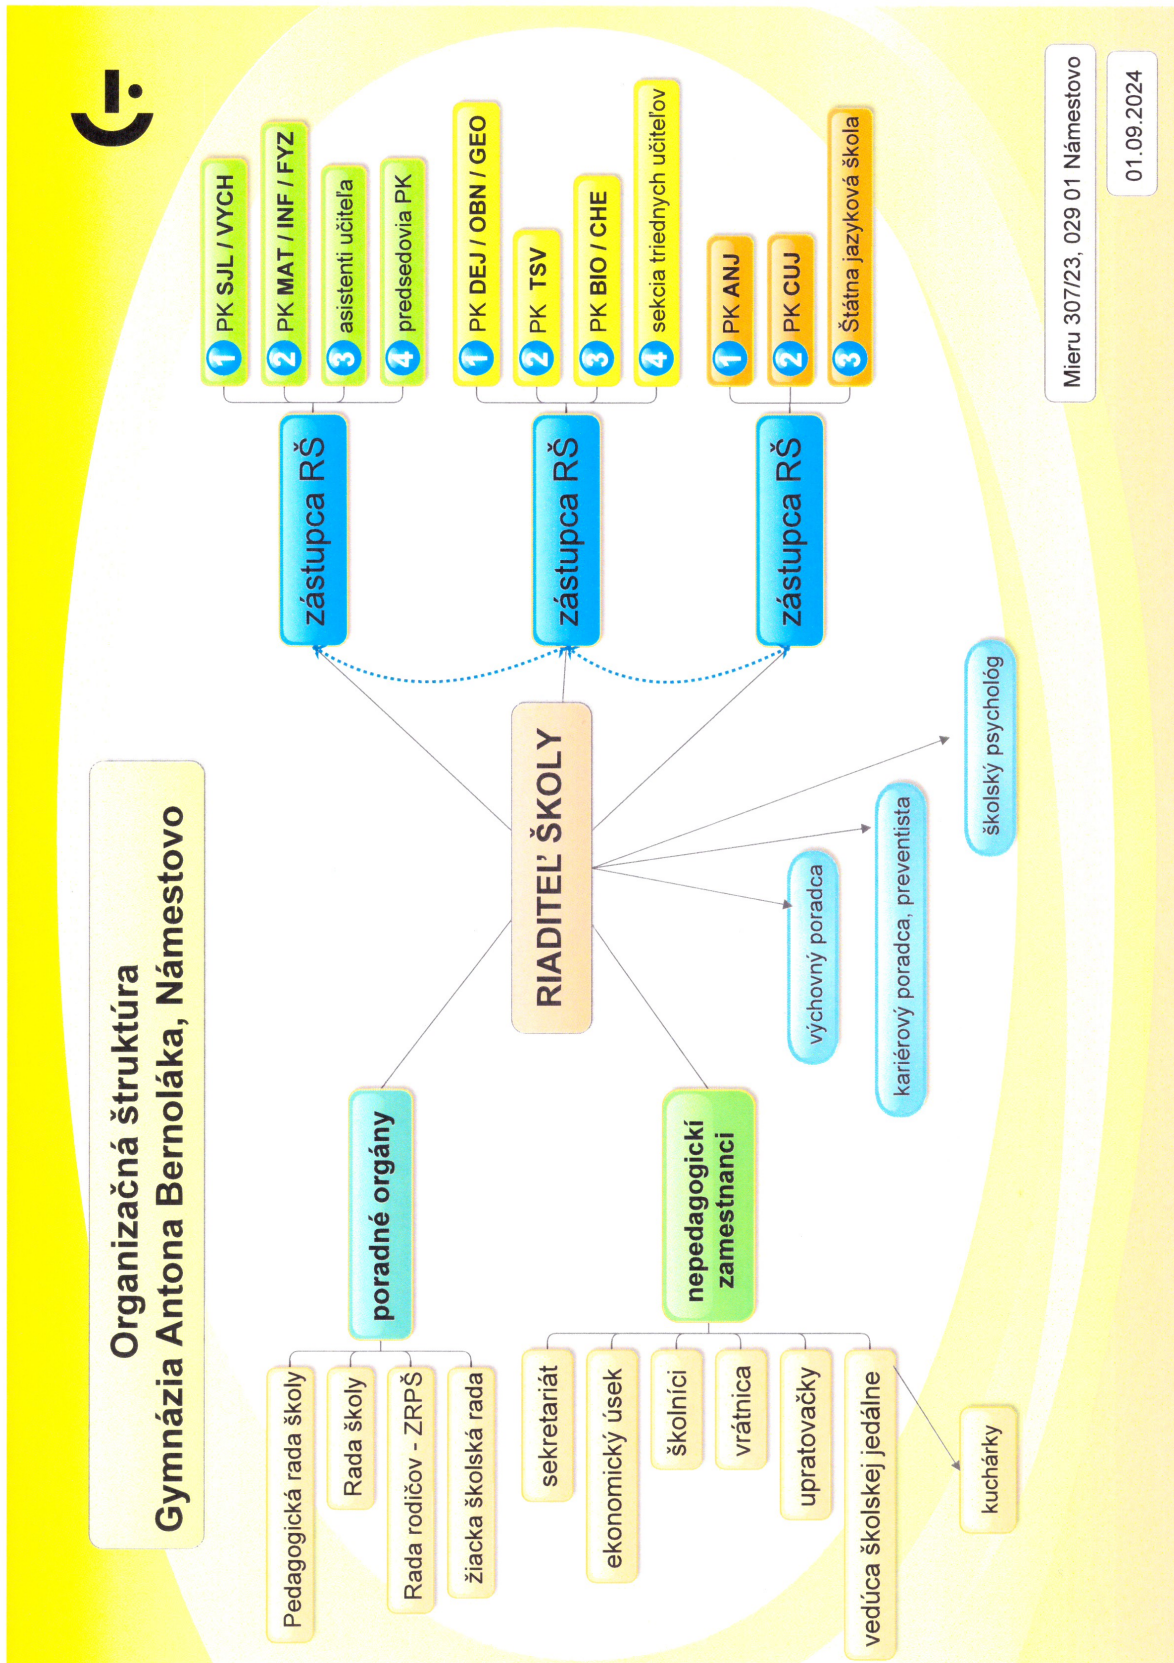 Organizačná štruktúra
Gymnázia Antona Bernoláka, Námestovo
poradné orgány
Pedagogická rada školy
Rada školy
Rada rodičov - ZRPŠ
žiacka školská rada
nepedagogickí
zamestnanci
sekretariát
ekonomický úsek
školníci
vrátnica
upratovačky
vedúca školskej jedálne
kuchárky
RIADITEĽ ŠKOLY
výchovný poradca
kariérový poradca, preventista
školský psychológ
zástupca RŠ
1 PK SJL / VYCH
2 PK MAT / INF / FYZ
3 asistenti učiteľa
4 predsedovia PK
zástupca RŠ
1 PK DEJ / OBN / GEO
2 PK TSV
3 PK BIO / CHE
4 sekcia triednych učiteľov
zástupca RŠ
1 PK ANJ
2 PK CUJ
3 Štátna jazyková škola
Mieru 307/23, 029 01 Námestovo
01.09.2024